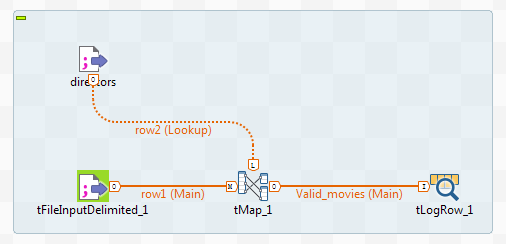 directors
row2 (Lookup)
row1 (Main)
Valid_movies (Main)
tFileInputDelimited_1
tMap_1
tLogRow_1